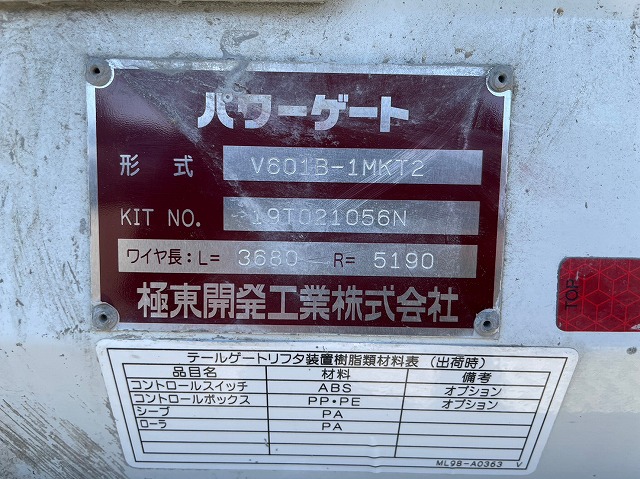 パワーゲート
形式 V601B-1MKT2
KIT NO. 19T021056N
ワイヤ長：L= 3680 R= 5190
極東開発工業株式会社
テールゲートリフタ装置樹脂類材料表（出荷時）
品目名 材料 備考
コントロールスイッチ ABS オプション
コントロールボックス PP・PE オプション
シーブ PA
ローラ PA
ML98-A0363 V
TOP